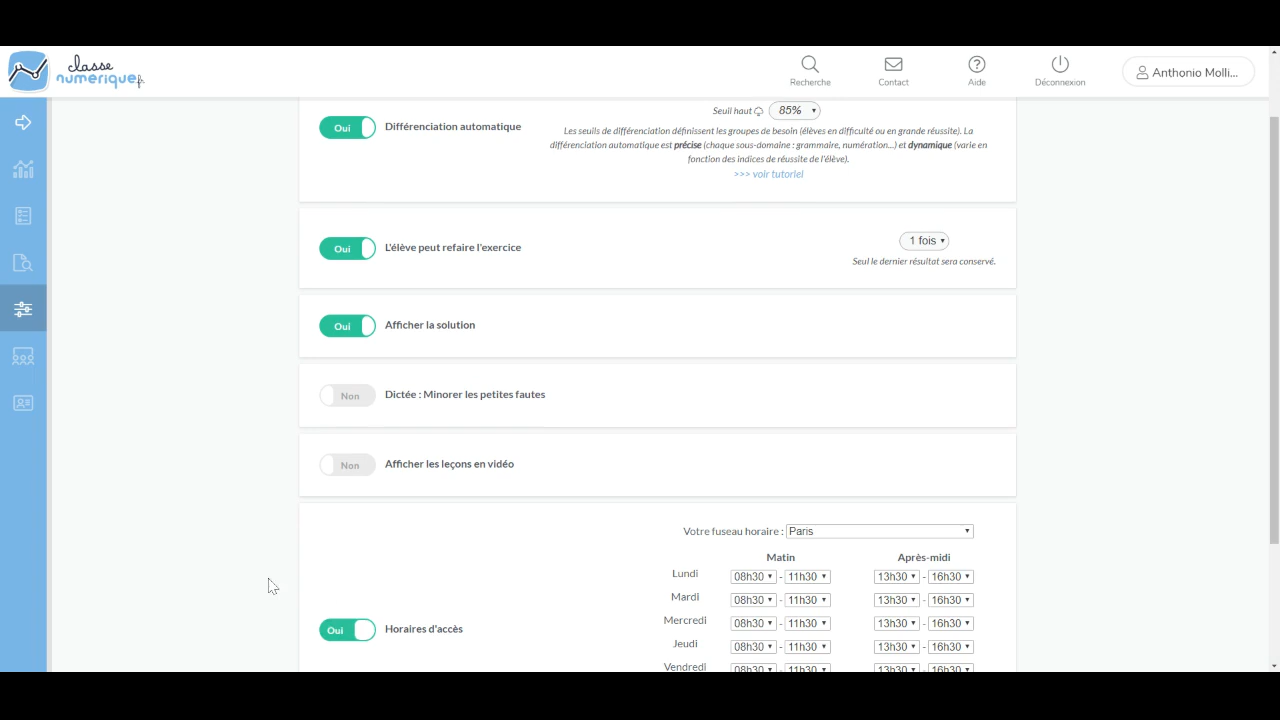 classe
numerique.fr
Recherche
Contact
Aide
Déconnexion
Anthonio Molli...
Seuil haut 85%
Oui Différenciation automatique
Les seuils de différenciation définissent les groupes de besoin (élèves en difficulté ou en grande réussite). La
différenciation automatique est précise (chaque sous-domaine : grammaire, numération...) et dynamique (varie en
fonction des indices de réussite de l'élève).
>>> voir tutoriel
Oui L'élève peut refaire l'exercice
1 fois
Seul le dernier résultat sera conservé.
Oui Afficher la solution
Non Dictée : Minorer les petites fautes
Non Afficher les leçons en vidéo
Votre fuseau horaire : Paris
Matin Après-midi
Lundi 08h30 - 11h30 13h30 - 16h30
Mardi 08h30 - 11h30 13h30 - 16h30
Mercredi 08h30 - 11h30 13h30 - 16h30
Oui Horaires d'accès
Jeudi 08h30 - 11h30 13h30 - 16h30
Vendredi 08h30 - 11h30 13h30 - 16h30